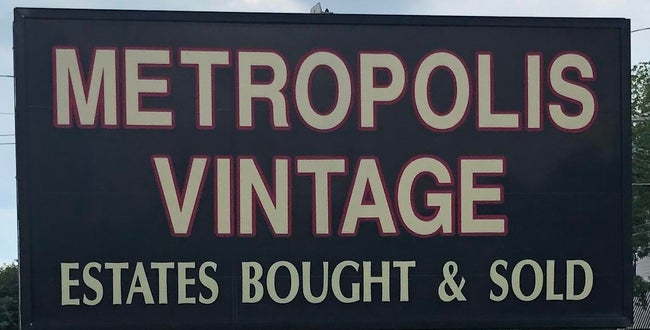 METROPOLIS
VINTAGE
ESTATES BOUGHT & SOLD